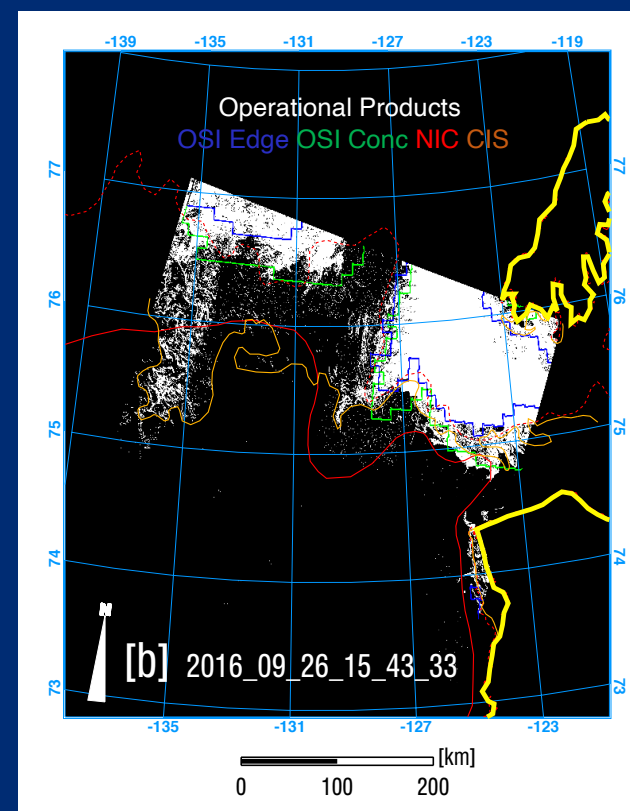 -139 -135 -131 -127 -123 -119
Operational Products
OSI Edge OSI Conc NIC CIS
77 77
76 76
75 75
74 74
N
[b] 2016_09_26_15_43_33
73 73
-135 -131 -127 -123
[km]
0 100 200